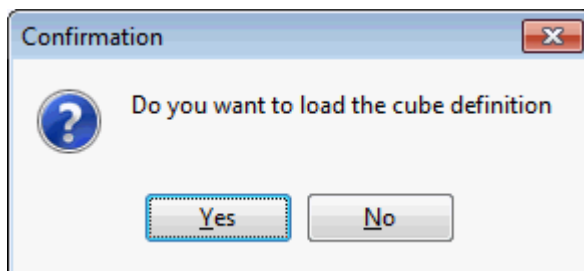 Confirmation
Do you want to load the cube definition
Yes
No